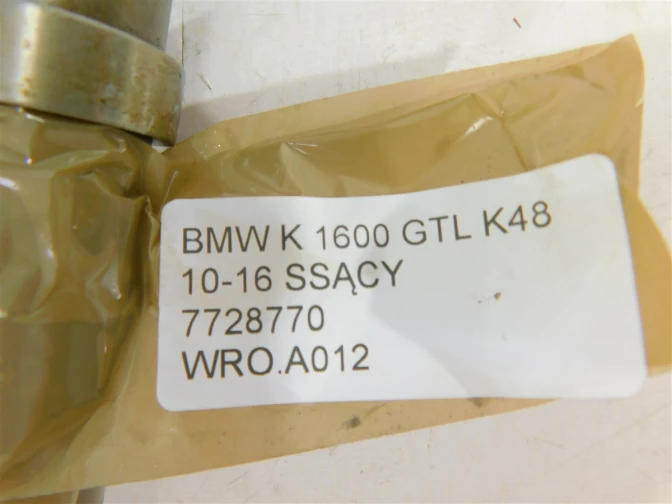 BMW K 1600 GTL K48
10-16 SSĄCY
7728770
WRO.A012